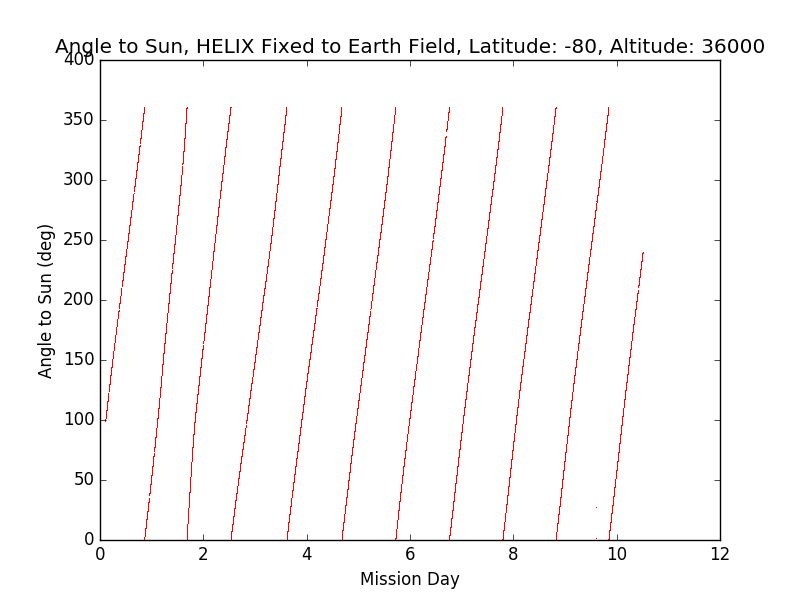 Angle to Sun, HELIX Fixed to Earth Field, Latitude: -80, Altitude: 36000
400
350
300
250
200
150
100
50
0
Angle to Sun (deg)
0 2 4 6 8 10 12
Mission Day